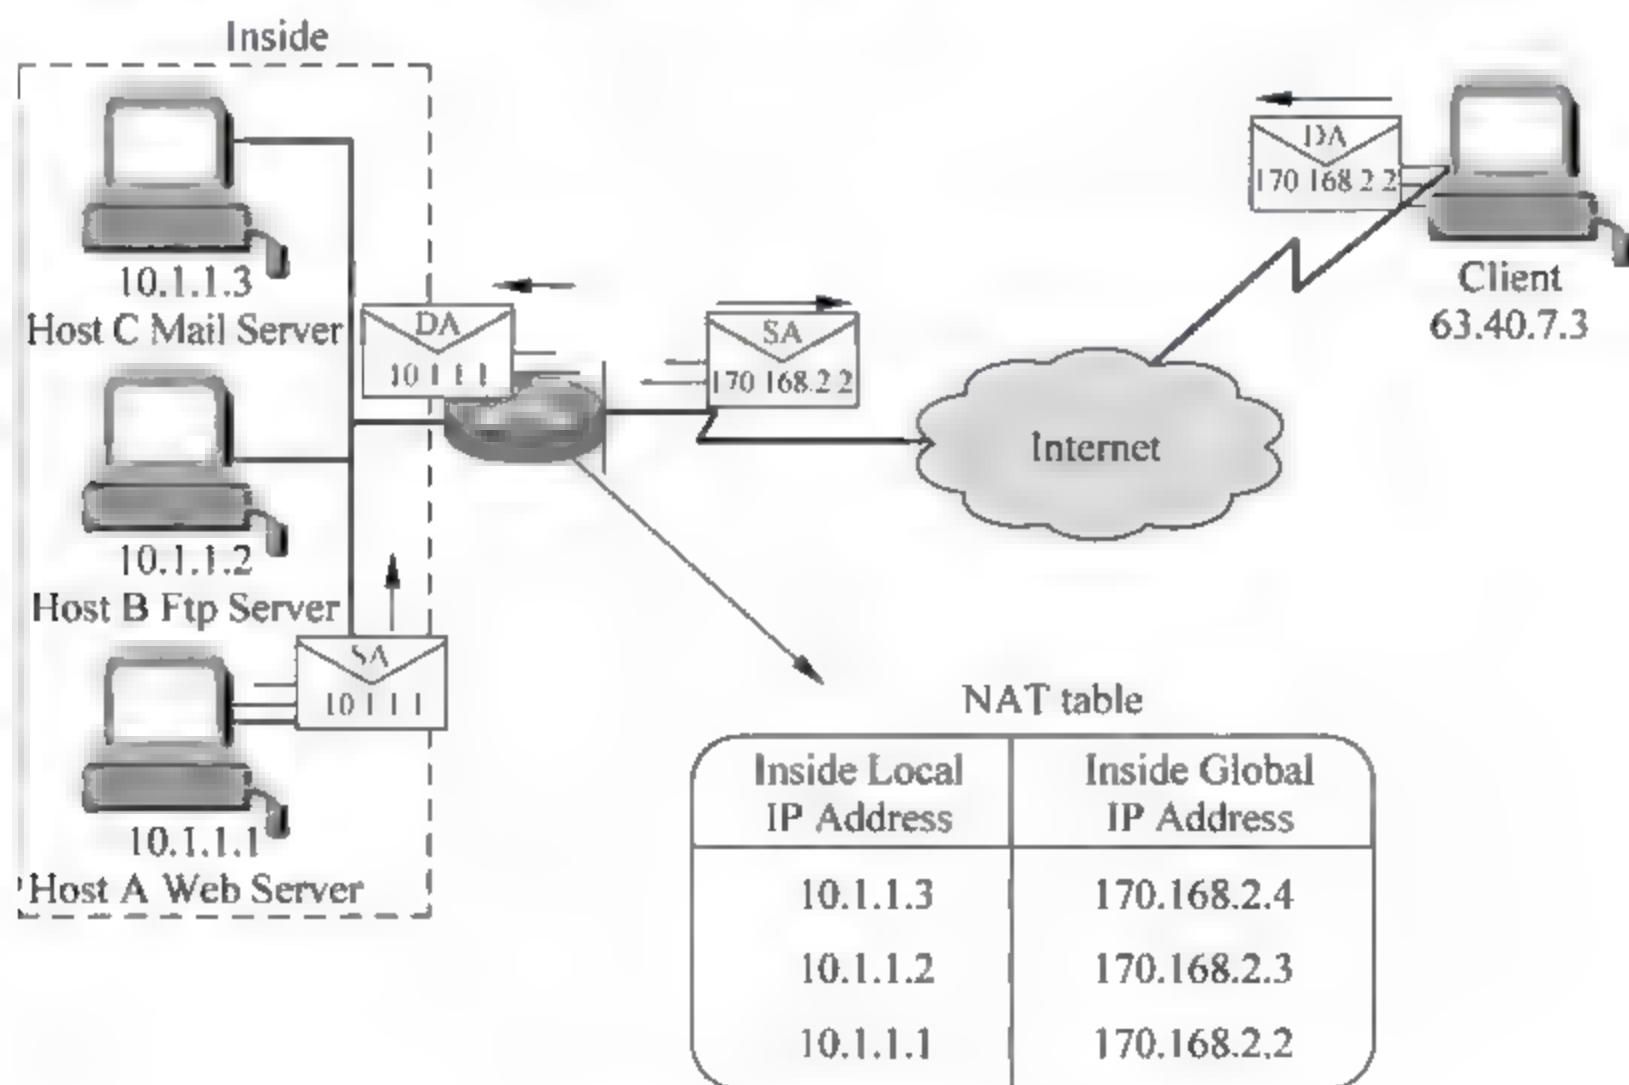 Inside
10.1.1.3
Host C Mail Server
10.1.1.2
Host B Ftp Server
10.1.1.1
Host A Web Server
SA
10 1 1 1
DA
10 1 1 1
SA
170 168.2 2
Internet
DA
170 168 2 2
Client
63.40.7.3
NAT table
Inside Local
IP Address
Inside Global
IP Address
10.1.1.3 170.168.2.4
10.1.1.2 170.168.2.3
10.1.1.1 170.168.2.2